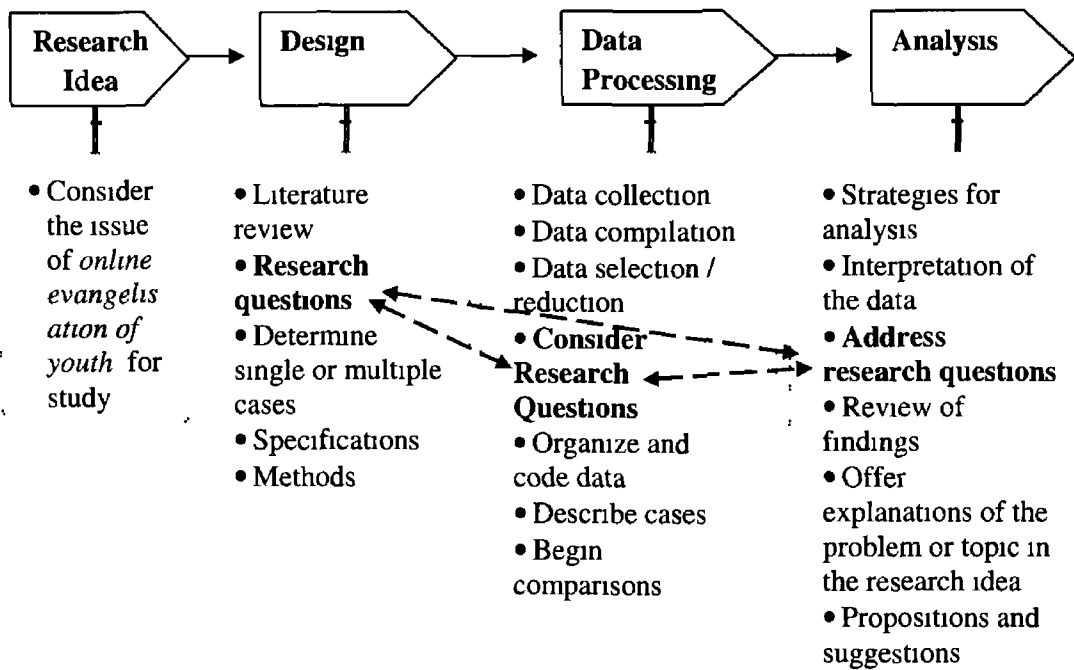 Research
Idea
Design
Data
Processing
Analysis
• Consider
the issue
of online
evangelis
ation of
youth for
study
• Literature
review
• Research
questions
• Determine
single or multiple
cases
• Specifications
• Methods
• Data collection
• Data compilation
• Data selection /
reduction
• Consider
Research
Questions
• Organize and
code data
• Describe cases
• Begin
comparisons
• Strategies for
analysis
• Interpretation of
the data
• Address
research questions
• Review of
findings
• Offer
explanations of the
problem or topic in
the research idea
• Propositions and
suggestions